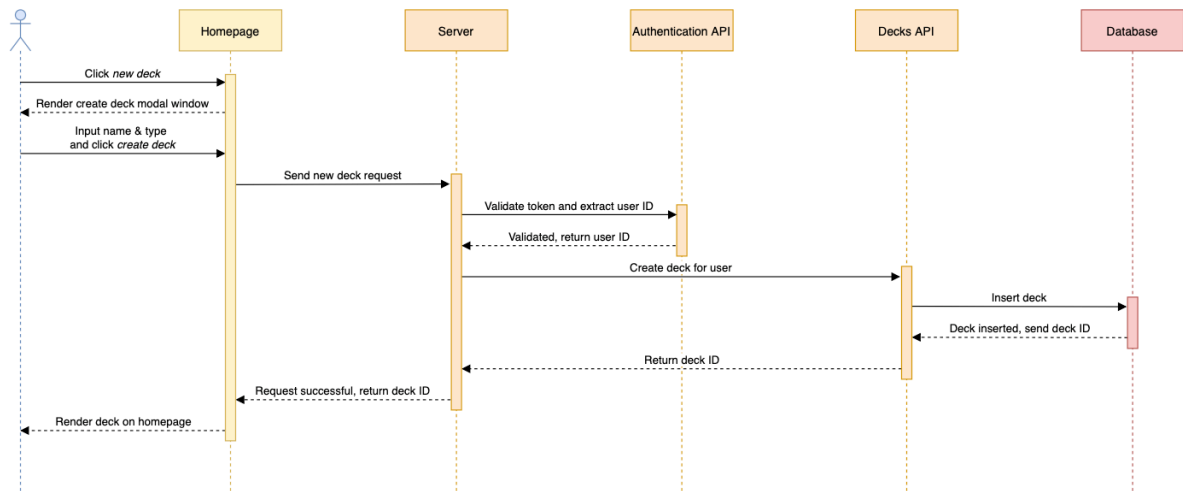 Homepage
Server
Authentication API
Decks API
Database
Click new deck
Render create deck modal window
Input name & type
and click create deck
Send new deck request
Validate token and extract user ID
Validated, return user ID
Create deck for user
Insert deck
Deck inserted, send deck ID
Return deck ID
Request successful, return deck ID
Render deck on homepage